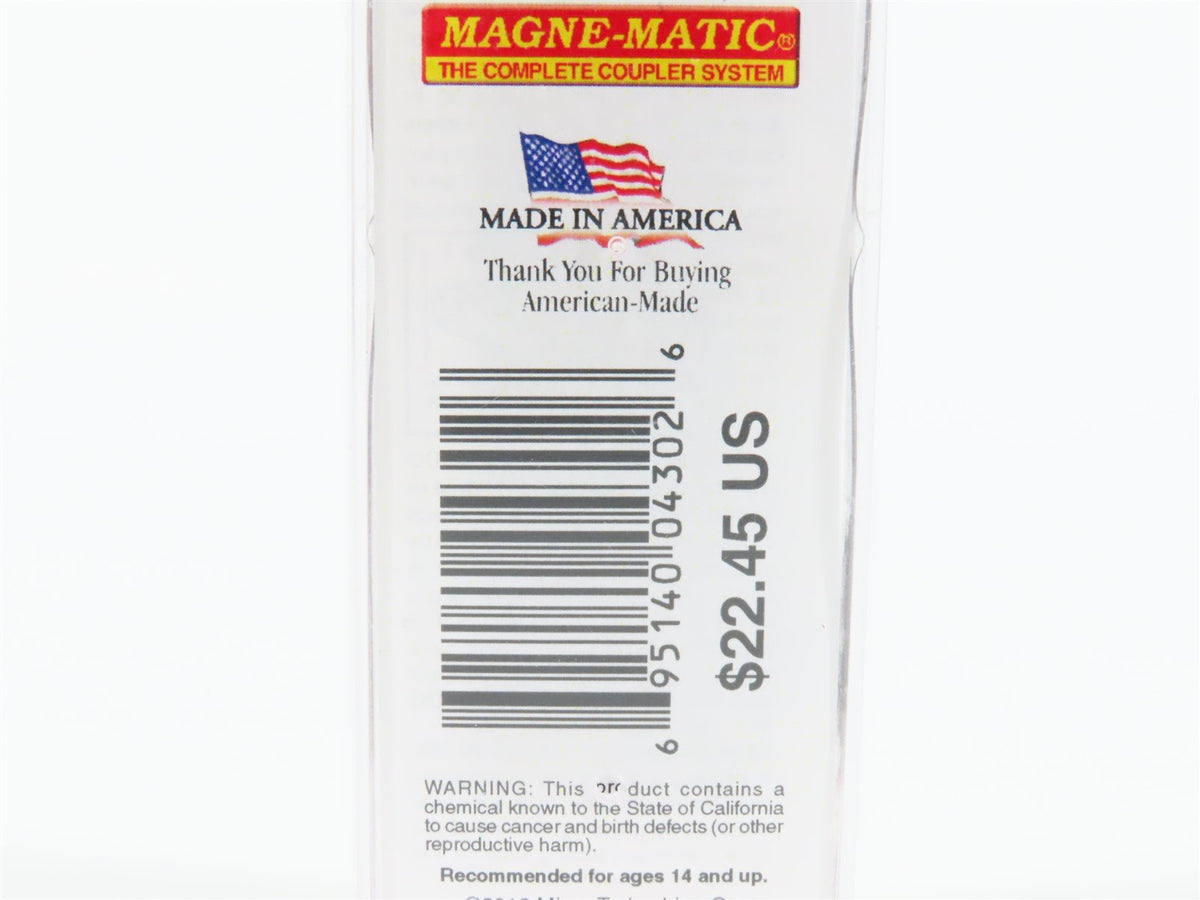 MAGNE-MATIC®
THE COMPLETE COUPLER SYSTEM
MADE IN AMERICA
©
Thank You For Buying
American-Made
6 95140 04302 6
$22.45 US
WARNING: This product contains a
chemical known to the State of California
to cause cancer and birth defects (or other
reproductive harm).
Recommended for ages 14 and up.